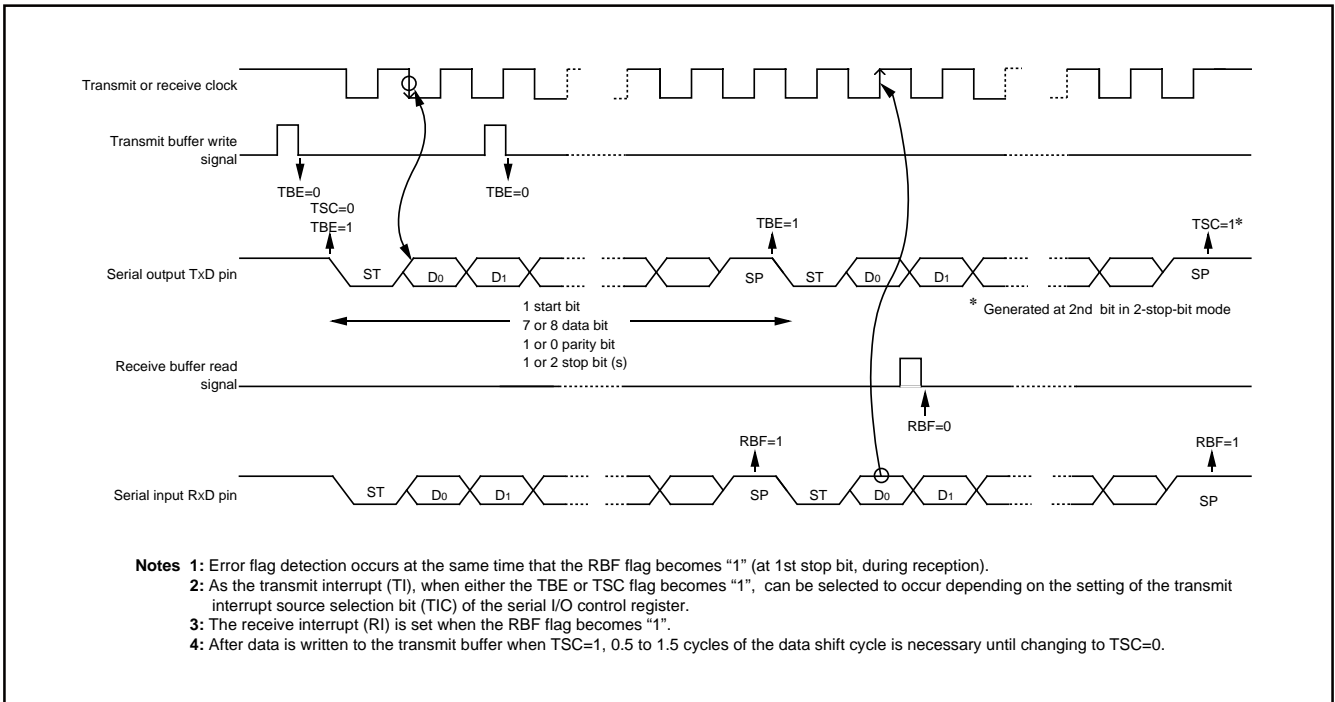 Transmit or receive clock
Transmit buffer write
signal
TBE=0
TSC=0
TBE=1
TBE=0
TBE=1
TSC=1*
Serial output TxD pin
ST
D0
D1
SP
ST
D0
D1
SP
* Generated at 2nd bit in 2-stop-bit mode
1 start bit
7 or 8 data bit
1 or 0 parity bit
1 or 2 stop bit (s)
Receive buffer read
signal
RBF=0
RBF=1
RBF=1
Serial input RxD pin
ST
D0
D1
SP
ST
D0
D1
SP
Notes 1: Error flag detection occurs at the same time that the RBF flag becomes “1” (at 1st stop bit, during reception).
2: As the transmit interrupt (TI), when either the TBE or TSC flag becomes “1”, can be selected to occur depending on the setting of the transmit
interrupt source selection bit (TIC) of the serial I/O control register.
3: The receive interrupt (RI) is set when the RBF flag becomes “1”.
4: After data is written to the transmit buffer when TSC=1, 0.5 to 1.5 cycles of the data shift cycle is necessary until changing to TSC=0.